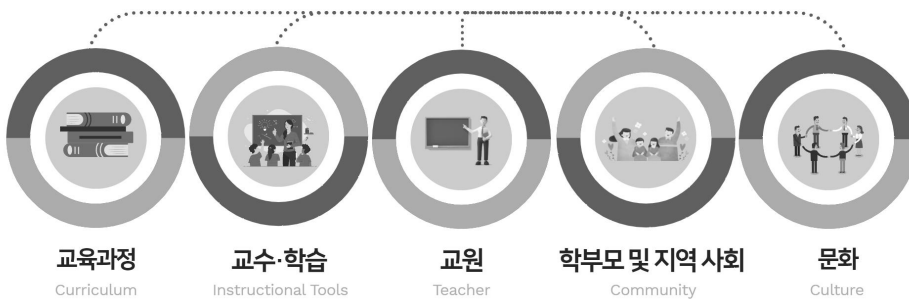 교육과정
Curriculum
교수·학습
Instructional Tools
교원
Teacher
학부모 및 지역 사회
Community
문화
Culture